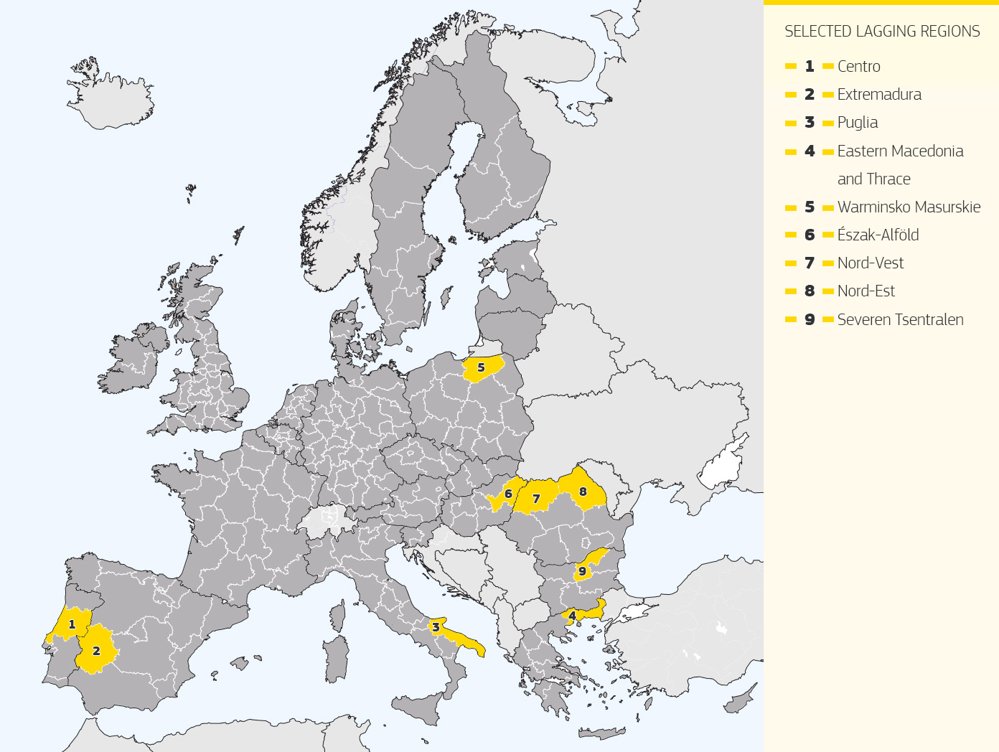 SELECTED LAGGING REGIONS
1 Centro
2 Extremadura
3 Puglia
4 Eastern Macedonia
and Thrace
5 Warminsko Masurskie
6 Észak-Alföld
7 Nord-Vest
8 Nord-Est
9 Severen Tsentralen
5
6
7
8
9
4
3
1
2